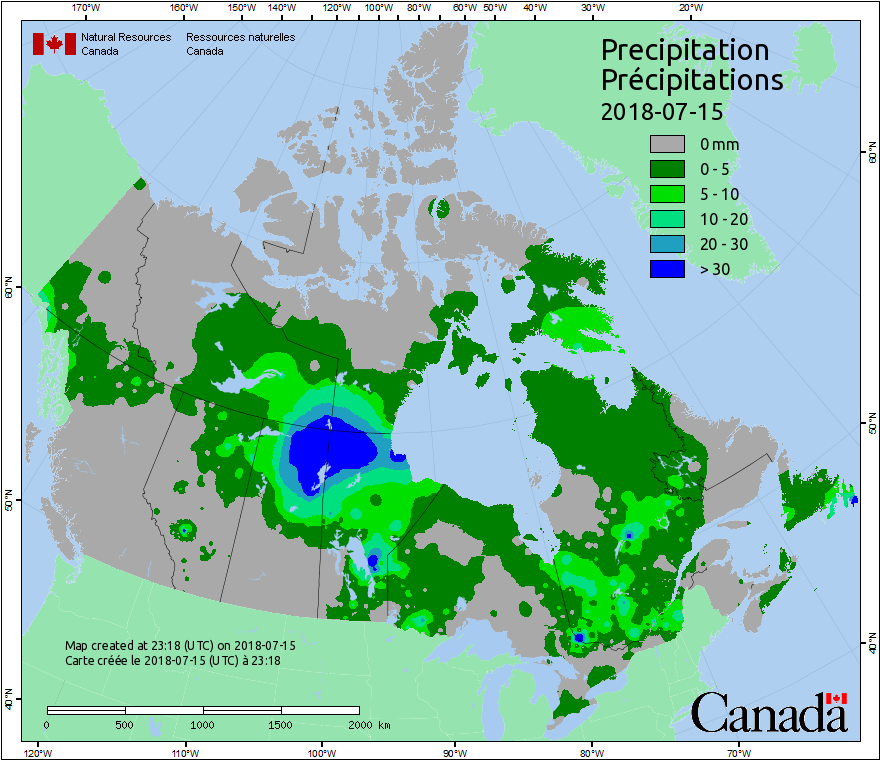 170°W 160°W 150°W 140°W 130°W 120°W 110°W 100°W 90°W 80°W 70°W 60°W 50°W 40°W 30°W 20°W
Natural Resources Ressources naturelles
Canada Canada
Precipitation
Précipitations
2018-07-15
0 mm
0 - 5
5 - 10
10 - 20
20 - 30
> 30
60°N
60°N
50°N
50°N
40°N
40°N
Map created at 23:18 (UTC) on 2018-07-15
Carte créée le 2018-07-15 (UTC) à 23:18
0 500 1000 1500 2000 km
Canada
120°W 110°W 100°W 90°W 80°W 70°W